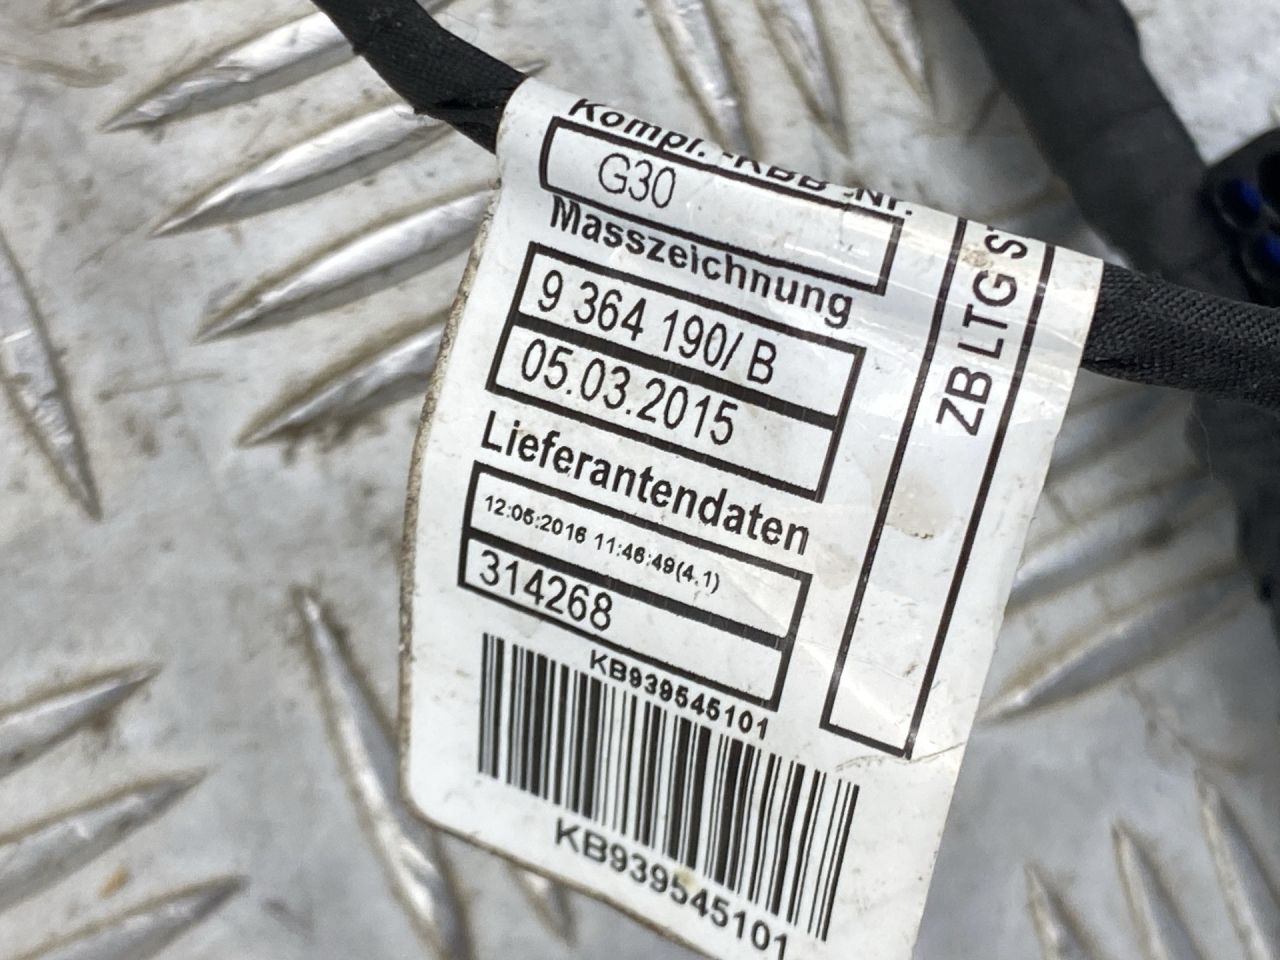 Kompl. -KBB -Nr.
G30
Masszeichnung
9 364 190/ B
05.03.2015
Lieferantendaten
12:05:2016 11:46:49(4.1)
314268
KB939545101
KB939545101
ZB LTG